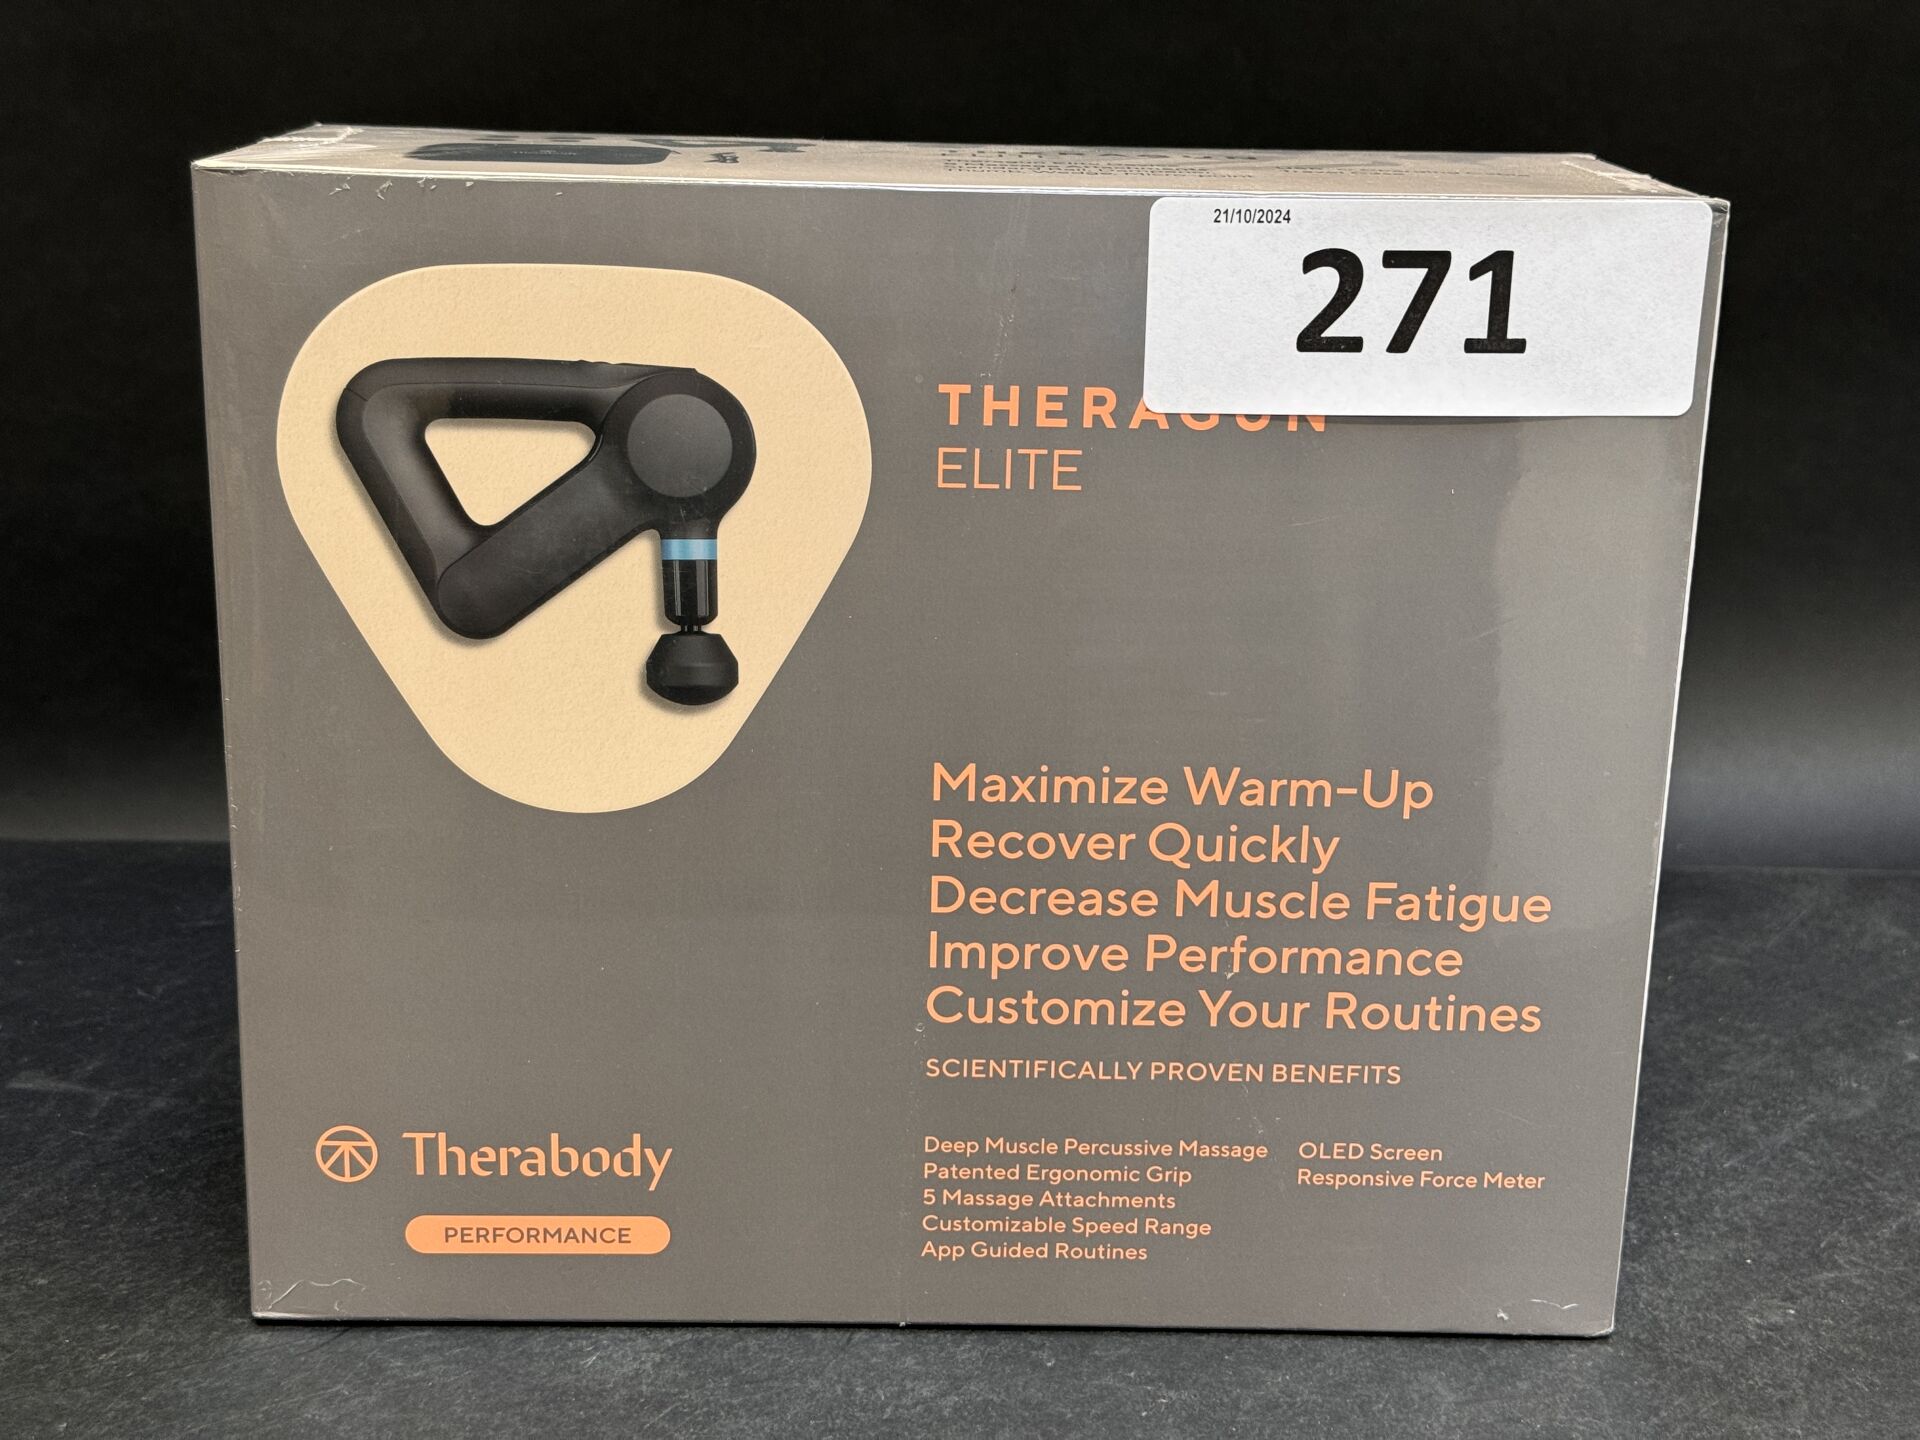 21/10/2024
271
THERAGUN
ELITE
Maximize Warm-Up
Recover Quickly
Decrease Muscle Fatigue
Improve Performance
Customize Your Routines
SCIENTIFICALLY PROVEN BENEFITS
Deep Muscle Percussive Massage
Patented Ergonomic Grip
5 Massage Attachments
Customizable Speed Range
App Guided Routines
OLED Screen
Responsive Force Meter
Therabody
PERFORMANCE